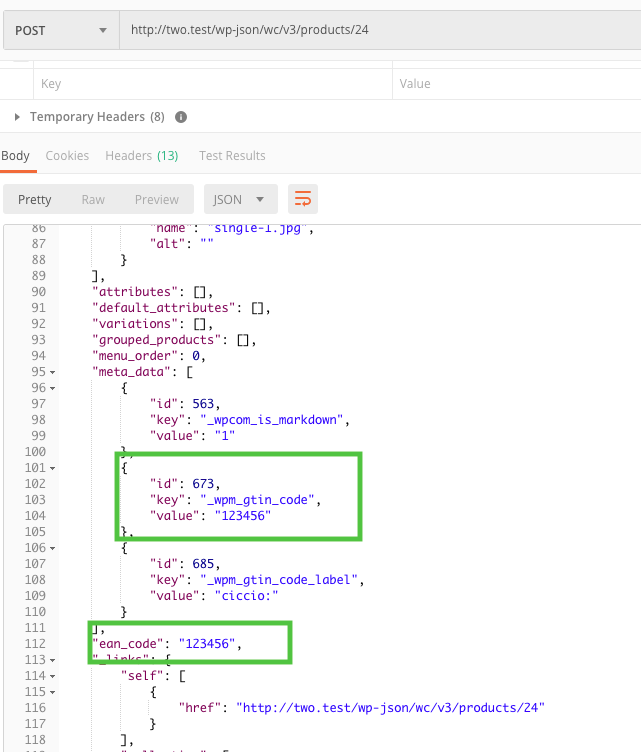 POST http://two.test/wp-json/wc/v3/products/24
Key Value
Temporary Headers (8)
Body Cookies Headers (13) Test Results
Pretty Raw Preview JSON
86 "name": "single-1.jpg",
87 "alt": ""
88 }
89 ],
90 "attributes": [],
91 "default_attributes": [],
92 "variations": [],
93 "grouped_products": [],
94 "menu_order": 0,
95 "meta_data": [
96 {
97 "id": 563,
98 "key": "_wpcom_is_markdown",
99 "value": "1"
100 },
101 {
102 "id": 673,
103 "key": "_wpm_gtin_code",
104 "value": "123456"
105 },
106 {
107 "id": 685,
108 "key": "_wpm_gtin_code_label",
109 "value": "ciccio:"
110 }
111 ],
112 "ean_code": "123456",
113 "_links": {
114 "self": [
115 {
116 "href": "http://two.test/wp-json/wc/v3/products/24"
117 }
118 ],